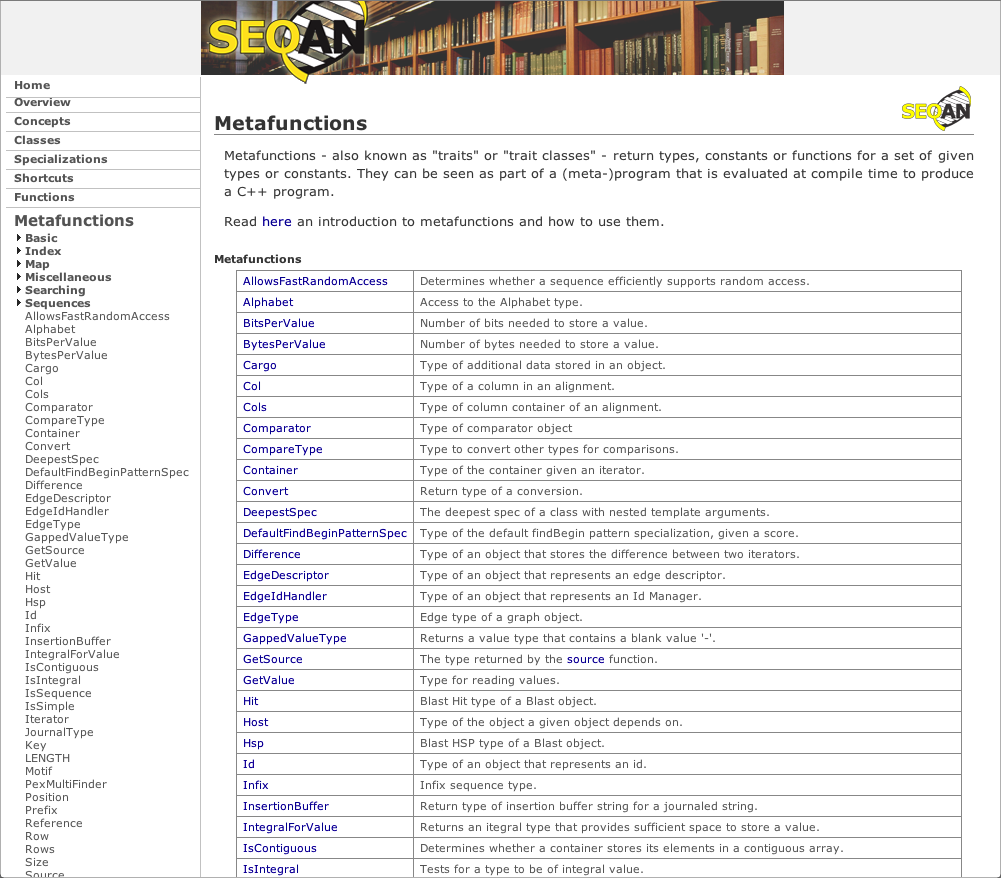 SEQAN
Home
Overview
Concepts
Classes
Specializations
Shortcuts
Functions
Metafunctions
Basic
Index
Map
Miscellaneous
Searching
Sequences
AllowsFastRandomAccess
Alphabet
BitsPerValue
BytesPerValue
Cargo
Col
Cols
Comparator
CompareType
Container
Convert
DeepestSpec
DefaultFindBeginPatternSpec
Difference
EdgeDescriptor
EdgeIdHandler
EdgeType
GappedValueType
GetSource
GetValue
Hit
Host
Hsp
Id
Infix
InsertionBuffer
IntegralForValue
IsContiguous
IsIntegral
IsSequence
IsSimple
Iterator
JournalType
Key
LENGTH
Motif
PexMultiFinder
Position
Prefix
Reference
Row
Rows
Size
Source
SEQAN
Metafunctions
Metafunctions - also known as "traits" or "trait classes" - return types, constants or functions for a set of given
types or constants. They can be seen as part of a (meta-)program that is evaluated at compile time to produce
a C++ program.
Read here an introduction to metafunctions and how to use them.
Metafunctions
AllowsFastRandomAccess Determines whether a sequence efficiently supports random access.
Alphabet Access to the Alphabet type.
BitsPerValue Number of bits needed to store a value.
BytesPerValue Number of bytes needed to store a value.
Cargo Type of additional data stored in an object.
Col Type of a column in an alignment.
Cols Type of column container of an alignment.
Comparator Type of comparator object
CompareType Type to convert other types for comparisons.
Container Type of the container given an iterator.
Convert Return type of a conversion.
DeepestSpec The deepest spec of a class with nested template arguments.
DefaultFindBeginPatternSpec Type of the default findBegin pattern specialization, given a score.
Difference Type of an object that stores the difference between two iterators.
EdgeDescriptor Type of an object that represents an edge descriptor.
EdgeIdHandler Type of an object that represents an Id Manager.
EdgeType Edge type of a graph object.
GappedValueType Returns a value type that contains a blank value '-'.
GetSource The type returned by the source function.
GetValue Type for reading values.
Hit Blast Hit type of a Blast object.
Host Type of the object a given object depends on.
Hsp Blast HSP type of a Blast object.
Id Type of an object that represents an id.
Infix Infix sequence type.
InsertionBuffer Return type of insertion buffer string for a journaled string.
IntegralForValue Returns an itegral type that provides sufficient space to store a value.
IsContiguous Determines whether a container stores its elements in a contiguous array.
IsIntegral Tests for a type to be of integral value.